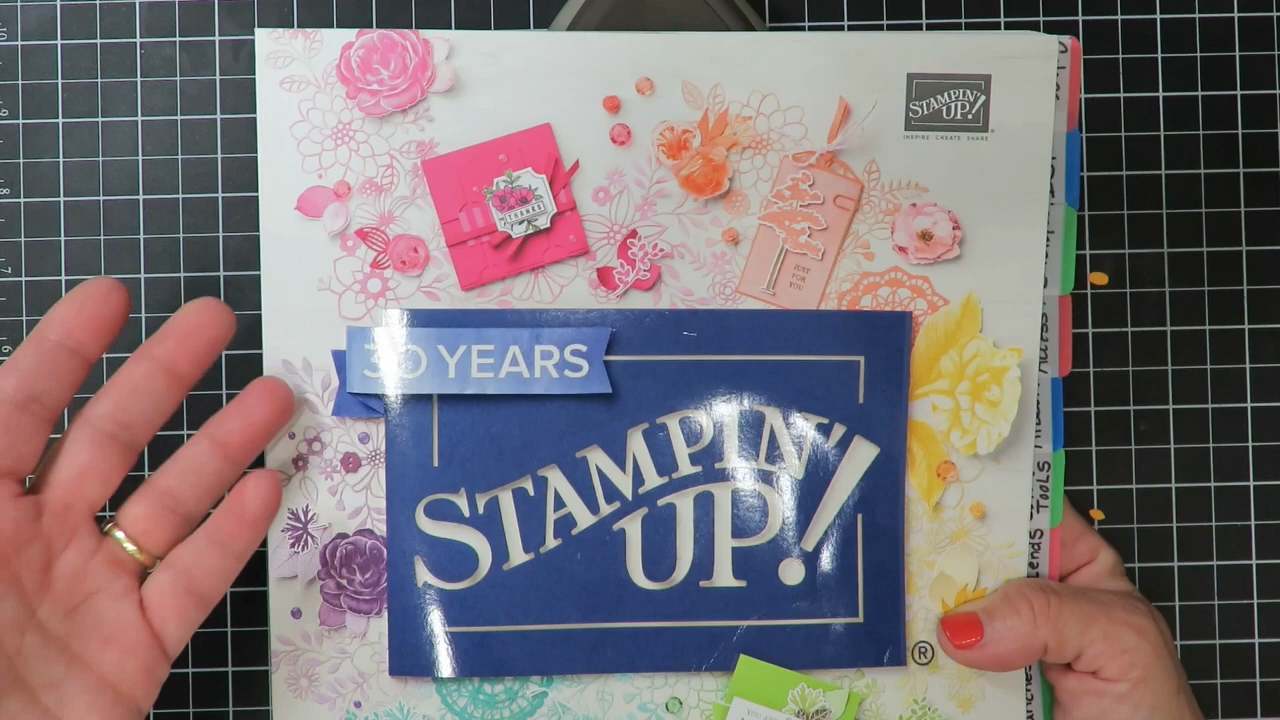 STAMPIN' UP!®
INSPIRE CREATE SHARE
THANKS
JUST
FOR
YOU
30 YEARS
STAMPIN'
UP!
®
TOOLS